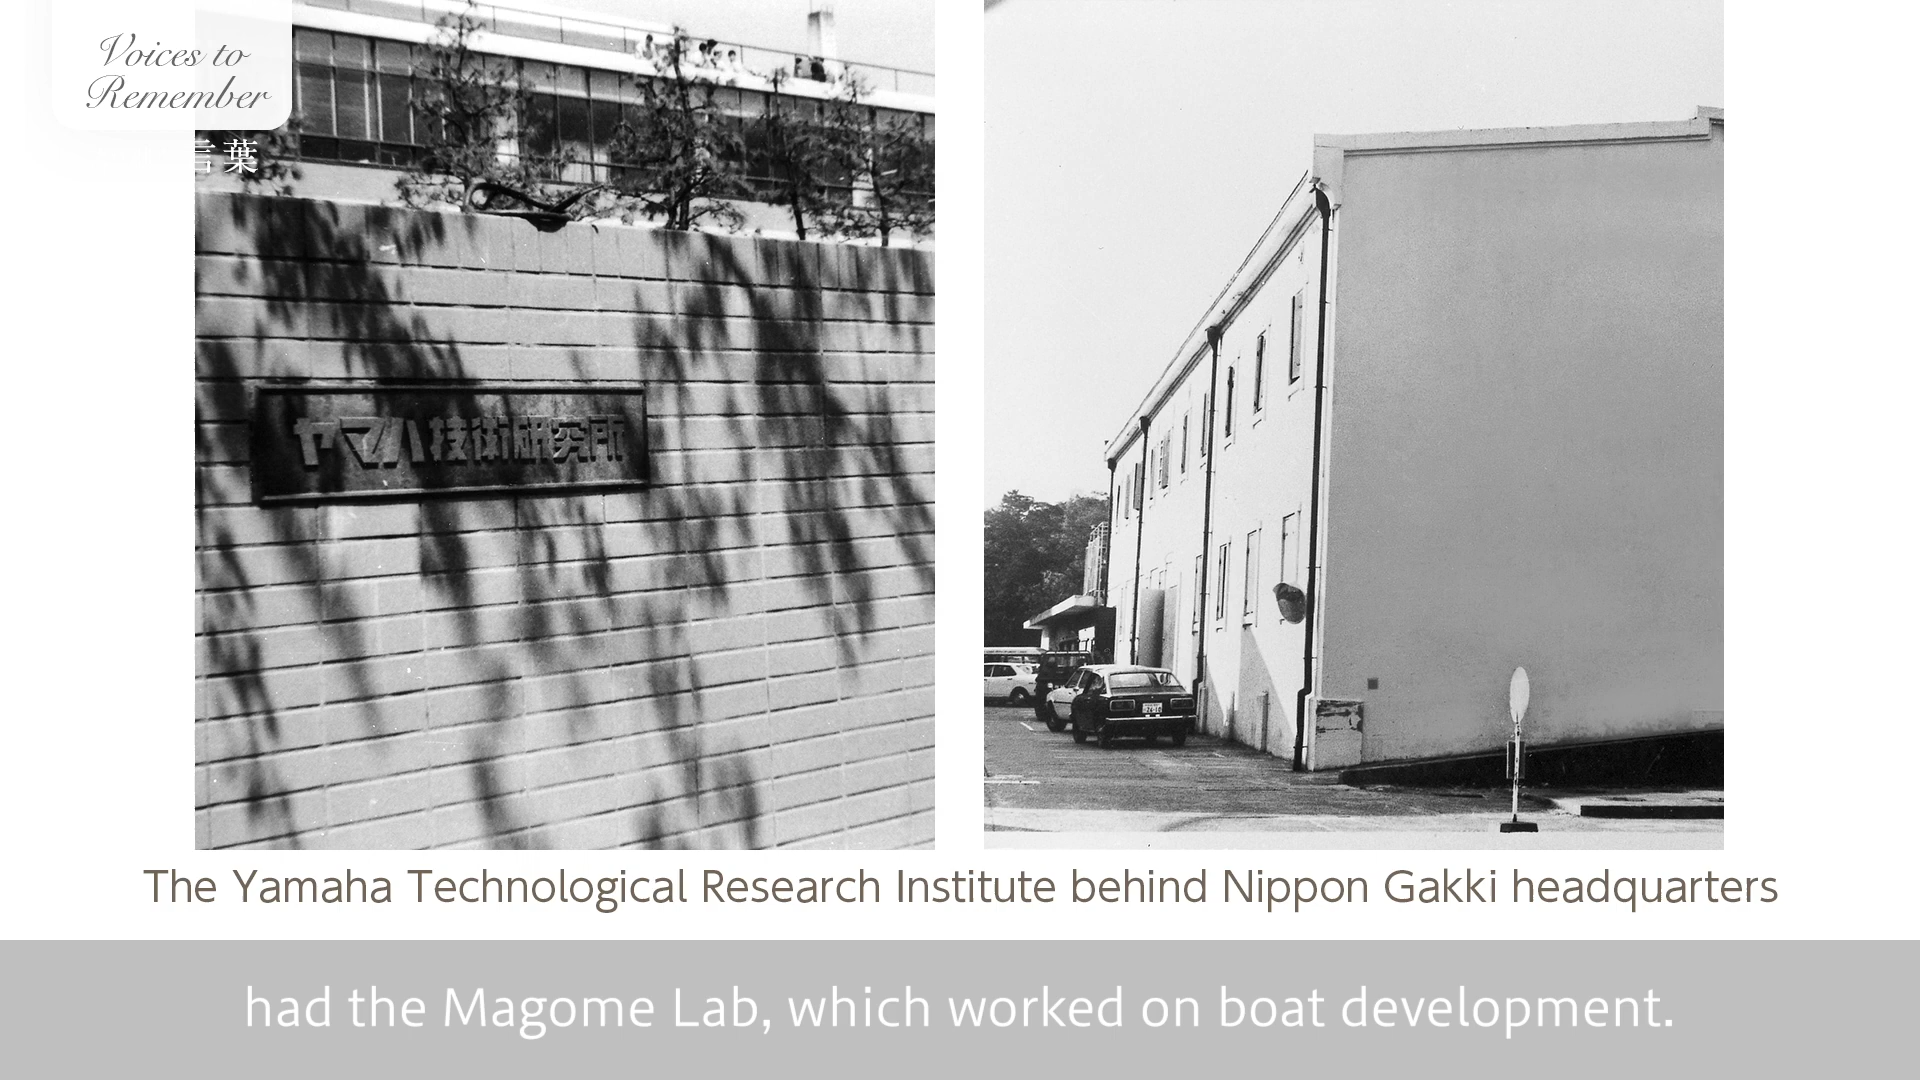 Voices to
Remember
言葉
ヤマハ技術研究所
The Yamaha Technological Research Institute behind Nippon Gakki headquarters
had the Magome Lab, which worked on boat development.